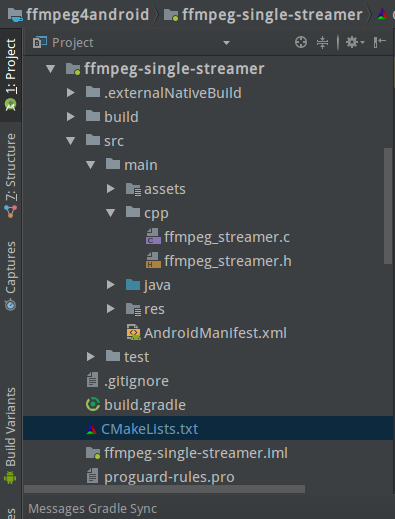 ffmpeg4android ffmpeg-single-streamer C
1: Project
Project
ffmpeg-single-streamer
.externalNativeBuild
build
src
main
assets
cpp
ffmpeg_streamer.c
ffmpeg_streamer.h
java
res
AndroidManifest.xml
test
.gitignore
build.gradle
CMakeLists.txt
ffmpeg-single-streamer.iml
proguard-rules.pro
7: Structure
Captures
Build Variants
Messages Gradle Sync